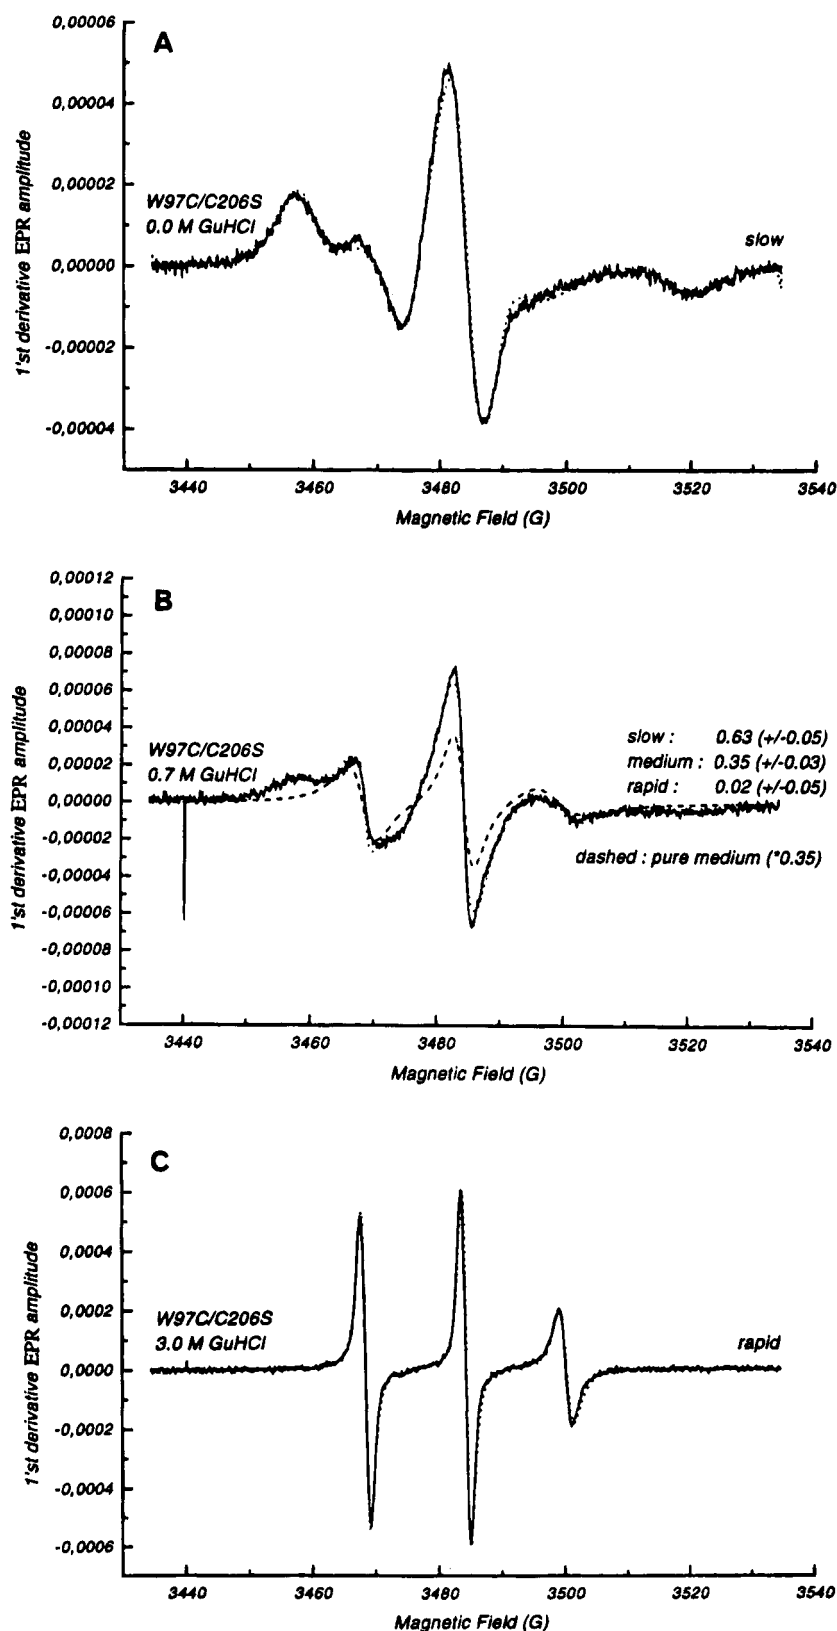 A
0,00006
0,00004
0,00002
0,00000
-0,00002
-0,00004
1'st derivative EPR amplitude
W97C/C206S
0.0 M GuHCl
slow
3440 3460 3480 3500 3520 3540
Magnetic Field (G)
B
0,00012
0,00010
0,00008
0,00006
0,00004
0,00002
0,00000
-0,00002
-0,00004
-0,00006
-0,00008
-0,00010
-0,00012
1'st derivative EPR amplitude
W97C/C206S
0.7 M GuHCl
slow : 0.63 (+/-0.05)
medium : 0.35 (+/-0.03)
rapid : 0.02 (+/-0.05)
dashed : pure medium (*0.35)
3440 3460 3480 3500 3520 3540
Magnetic Field (G)
C
0,0008
0,0006
0,0004
0,0002
0,0000
-0,0002
-0,0004
-0,0006
1'st derivative EPR amplitude
W97C/C206S
3.0 M GuHCl
rapid
3440 3460 3480 3500 3520 3540
Magnetic Field (G)